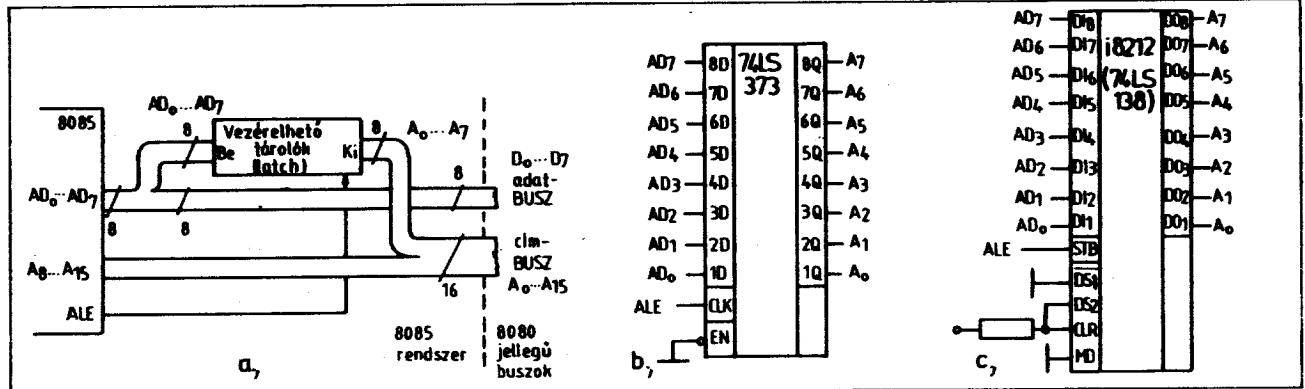 8085
AD₀...AD₇
8
Vezérelhető
tárolók
(latch)
Be
Ki
8
A₀...A₇
AD₀...AD₇
8
8
8
D₀...D₇
adat-
BUSZ
A₈...A₁₅
16
cím-
BUSZ
A₀...A₁₅
ALE
8085
rendszer
8080
jellegű
buszok
a,
74LS
373
AD7 8D 8Q A7
AD6 7D 7Q A₆
AD5 6D 6Q A₅
AD4 5D 5Q A₄
AD3 4D 4Q A₃
AD2 3D 3Q A₂
AD1 2D 2Q A₁
AD₀ 1D 1Q A₀
ALE CLK
EN
b,
i8212
(74LS
138)
AD7 DI8 DO8 A₇
AD6 DI7 DO7 A₆
AD5 DI6 DO6 A₅
AD4 DI5 DO5 A₄
AD3 DI4 DO4 A3
AD2 DI3 DO3 A2
AD1 DI2 DO2 A1
AD₀ DI1 DO1 A₀
ALE STB
DS1
DS2
CLR
MD
c,